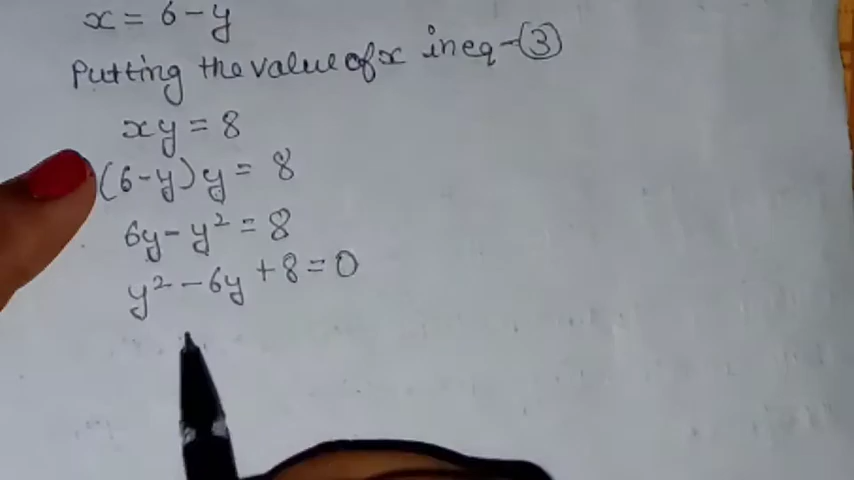 x = 6 - y
Putting the value of x in eq - (3)
xy = 8
(6-y) y = 8
6y - y² = 8
y² - 6y + 8 = 0